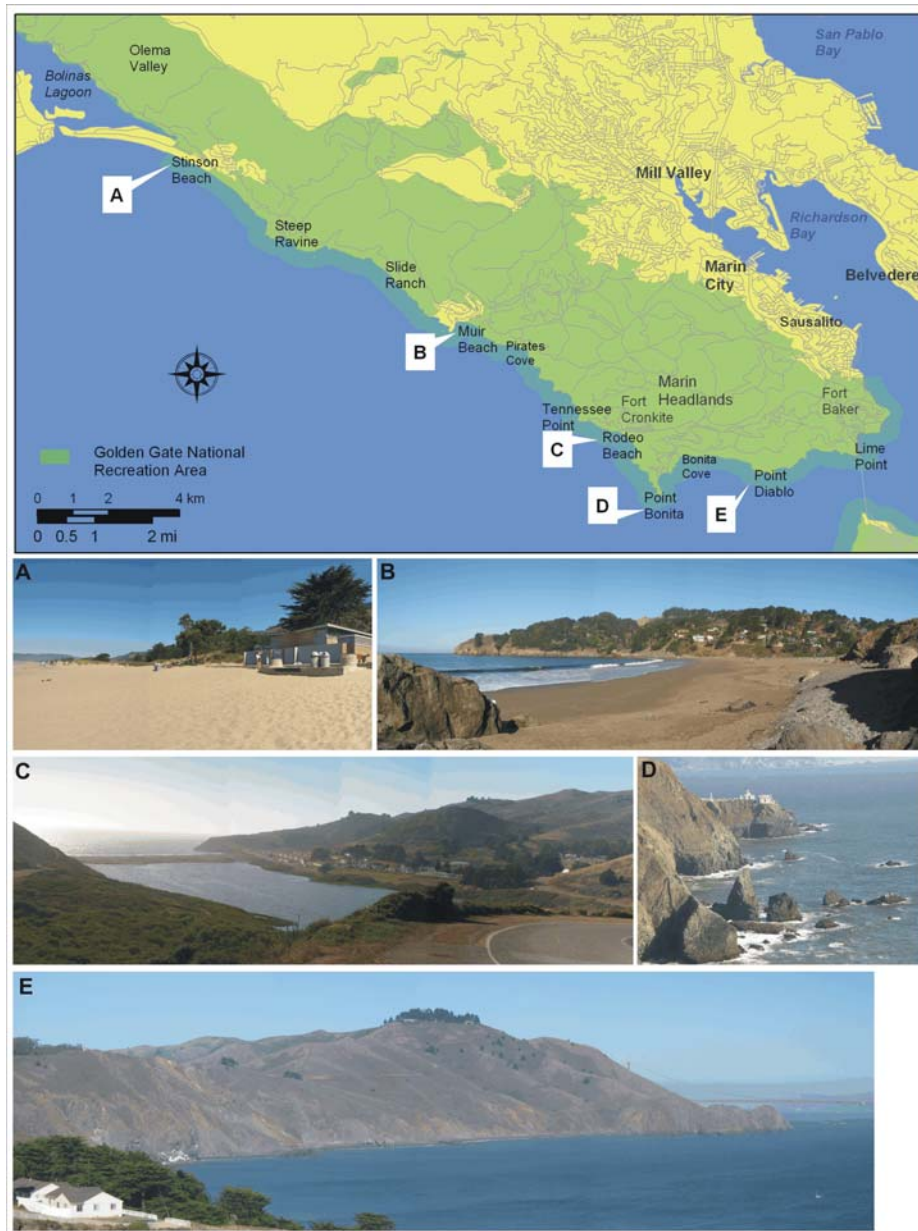 San Pablo
Bay
Olema
Valley
Bolinas
Lagoon
Stinson
Beach
A
Mill Valley
Richardson
Bay
Steep
Ravine
Slide
Ranch
Marin
City
Belvedere
Sausalito
B
Muir
Beach
Pirates
Cove
Marin
Headlands
Fort
Baker
Fort
Cronkite
Tennessee
Point
C
Rodeo
Beach
Bonita
Cove
Lime
Point
Point
Diablo
D
Point
Bonita
E
Golden Gate National
Recreation Area
0 2 4 km
0 0.5 1 2 mi
A
B
C
D
E